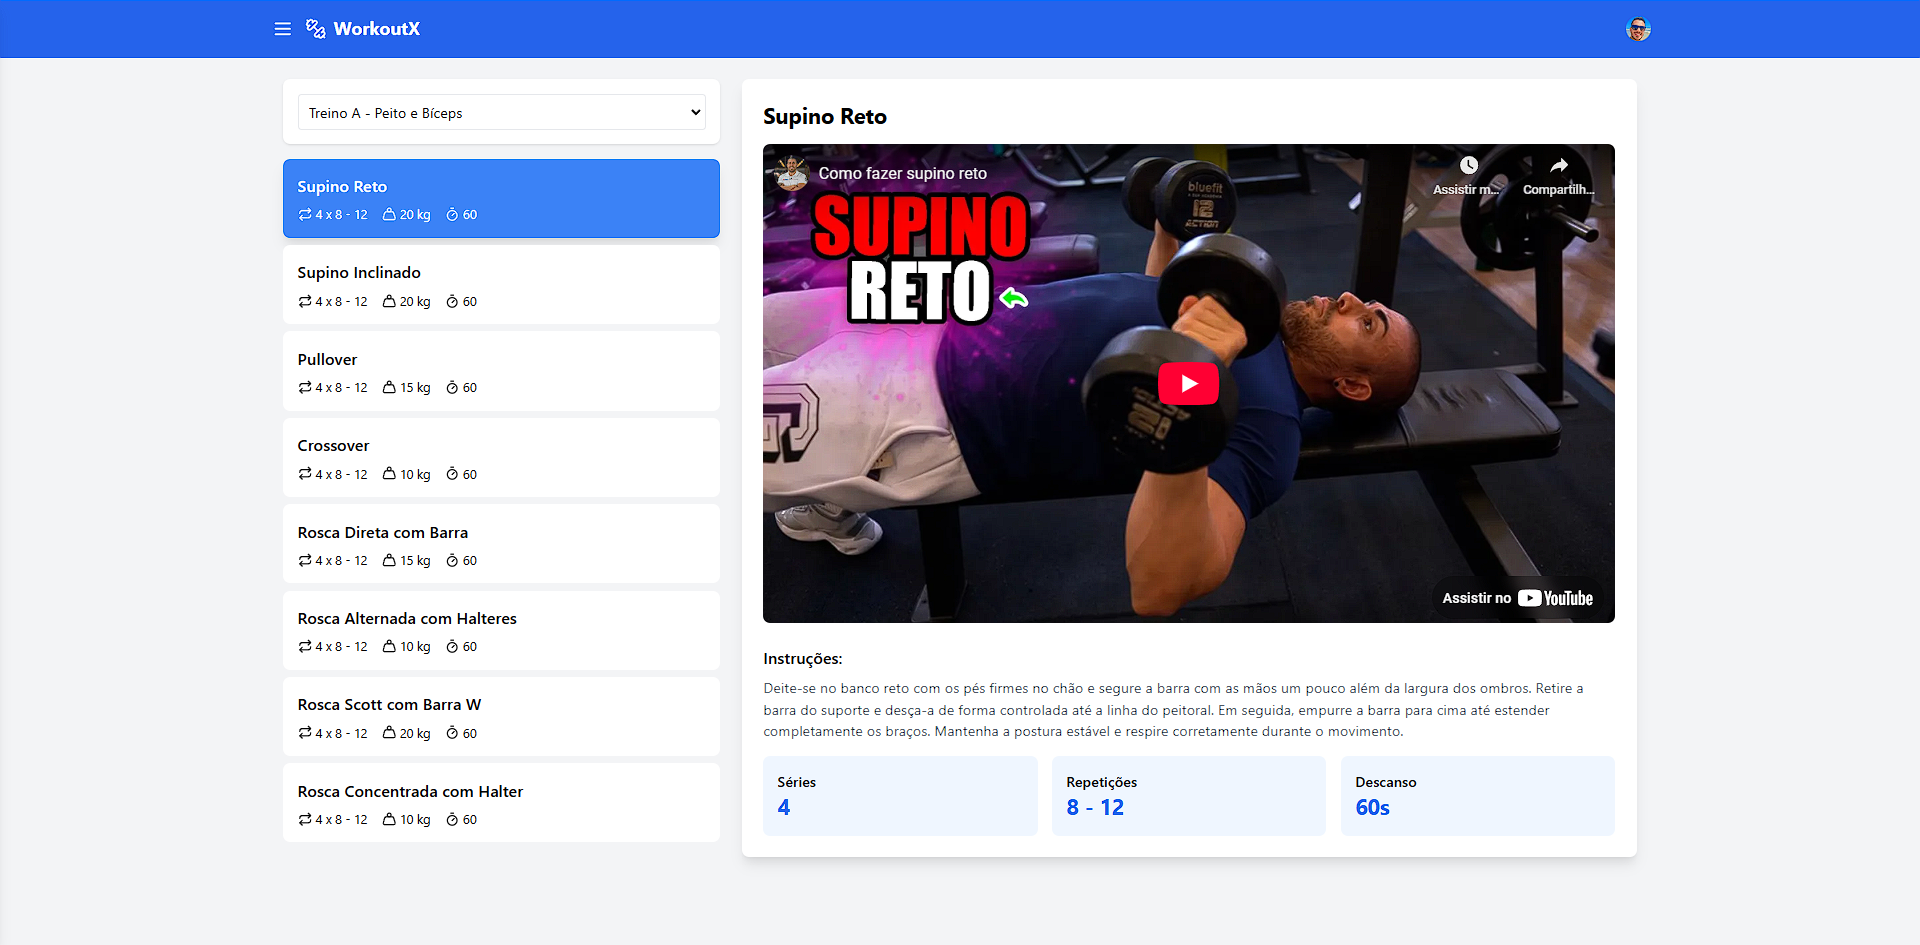 WorkoutX
Treino A - Peito e Bíceps
Supino Reto
4 x 8 - 12 20 kg 60
Supino Inclinado
4 x 8 - 12 20 kg 60
Pullover
4 x 8 - 12 15 kg 60
Crossover
4 x 8 - 12 10 kg 60
Rosca Direta com Barra
4 x 8 - 12 15 kg 60
Rosca Alternada com Halteres
4 x 8 - 12 10 kg 60
Rosca Scott com Barra W
4 x 8 - 12 20 kg 60
Rosca Concentrada com Halter
4 x 8 - 12 10 kg 60
Supino Reto
Como fazer supino reto
Assistir m...
Compartilh...
SUPINO
RETO
bluefit
12
ACTION
Assistir no YouTube
Instruções:
Deite-se no banco reto com os pés firmes no chão e segure a barra com as mãos um pouco além da largura dos ombros. Retire a
barra do suporte e desça-a de forma controlada até a linha do peitoral. Em seguida, empurre a barra para cima até estender
completamente os braços. Mantenha a postura estável e respire corretamente durante o movimento.
Séries
4
Repetições
8 - 12
Descanso
60s